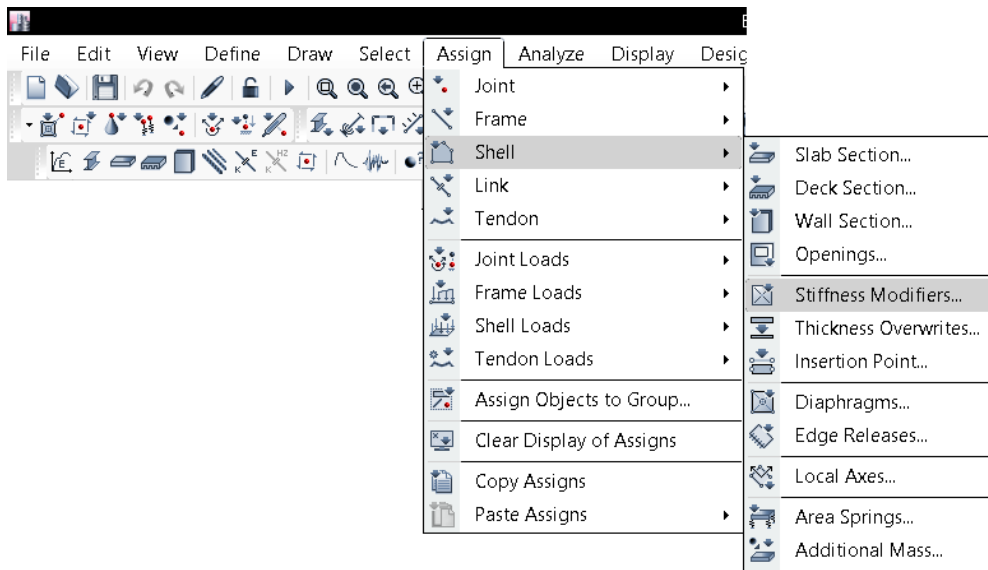 File Edit View Define Draw Select Assign Analyze Display Desig
Joint
Frame
Shell
Link
Tendon
Joint Loads
Frame Loads
Shell Loads
Tendon Loads
Assign Objects to Group...
Clear Display of Assigns
Copy Assigns
Paste Assigns
Slab Section...
Deck Section...
Wall Section...
Openings...
Stiffness Modifiers...
Thickness Overwrites...
Insertion Point...
Diaphragms...
Edge Releases...
Local Axes...
Area Springs...
Additional Mass...